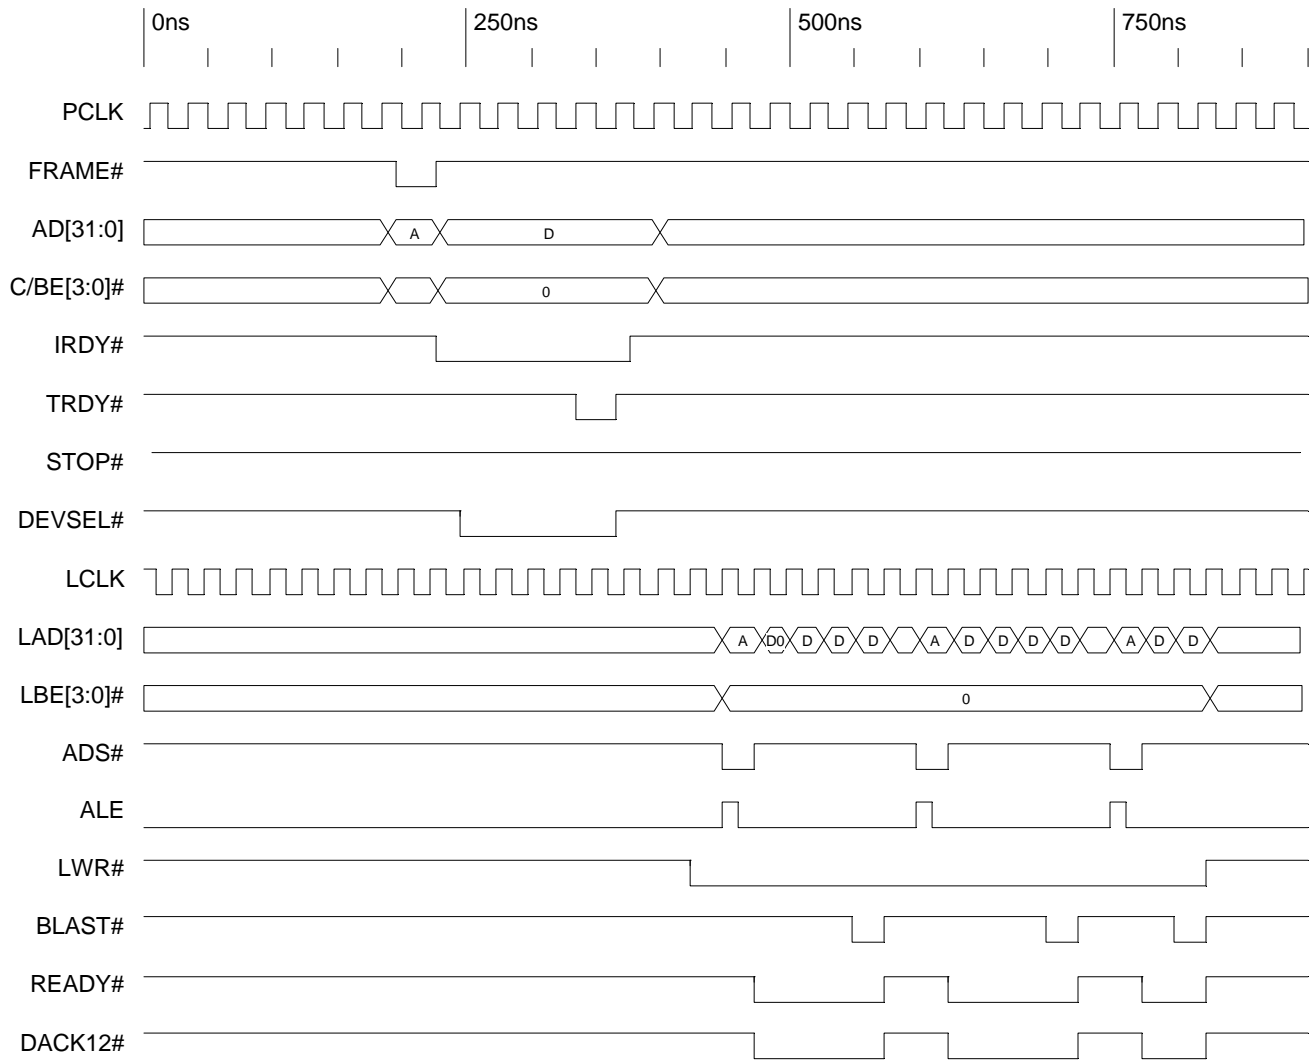 0ns 250ns 500ns 750ns
PCLK
FRAME#
AD[31:0] A D
C/BE[3:0]# 0
IRDY#
TRDY#
STOP#
DEVSEL#
LCLK
LAD[31:0] A D0 D D D A D D D D A D D
LBE[3:0]# 0
ADS#
ALE
LWR#
BLAST#
READY#
DACK12#